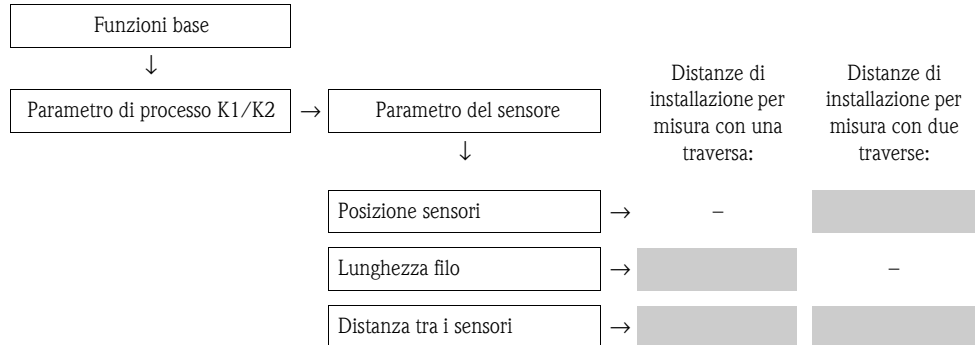 Funzioni base
↓
Parametro di processo K1/K2 → Parametro del sensore
Distanze di
installazione per
misura con una
traversa:
Distanze di
installazione per
misura con due
traverse:
↓
Posizione sensori → –
Lunghezza filo → –
Distanza tra i sensori →